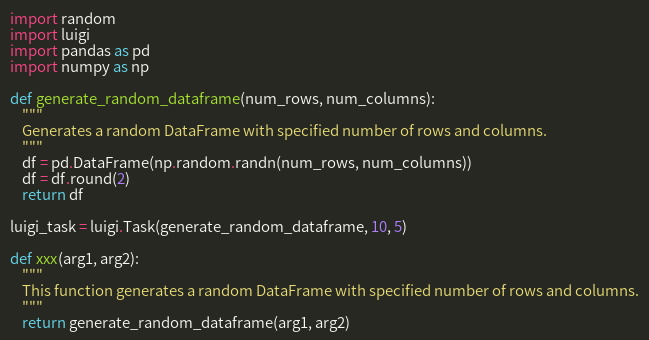 import random
import luigi
import pandas as pd
import numpy as np
def generate_random_dataframe(num_rows, num_columns):
"""
Generates a random DataFrame with specified number of rows and columns.
"""
df = pd.DataFrame(np.random.randn(num_rows, num_columns))
df = df.round(2)
return df
luigi_task = luigi.Task(generate_random_dataframe, 10, 5)
def xxx(arg1, arg2):
"""
This function generates a random DataFrame with specified number of rows and columns.
"""
return generate_random_dataframe(arg1, arg2)